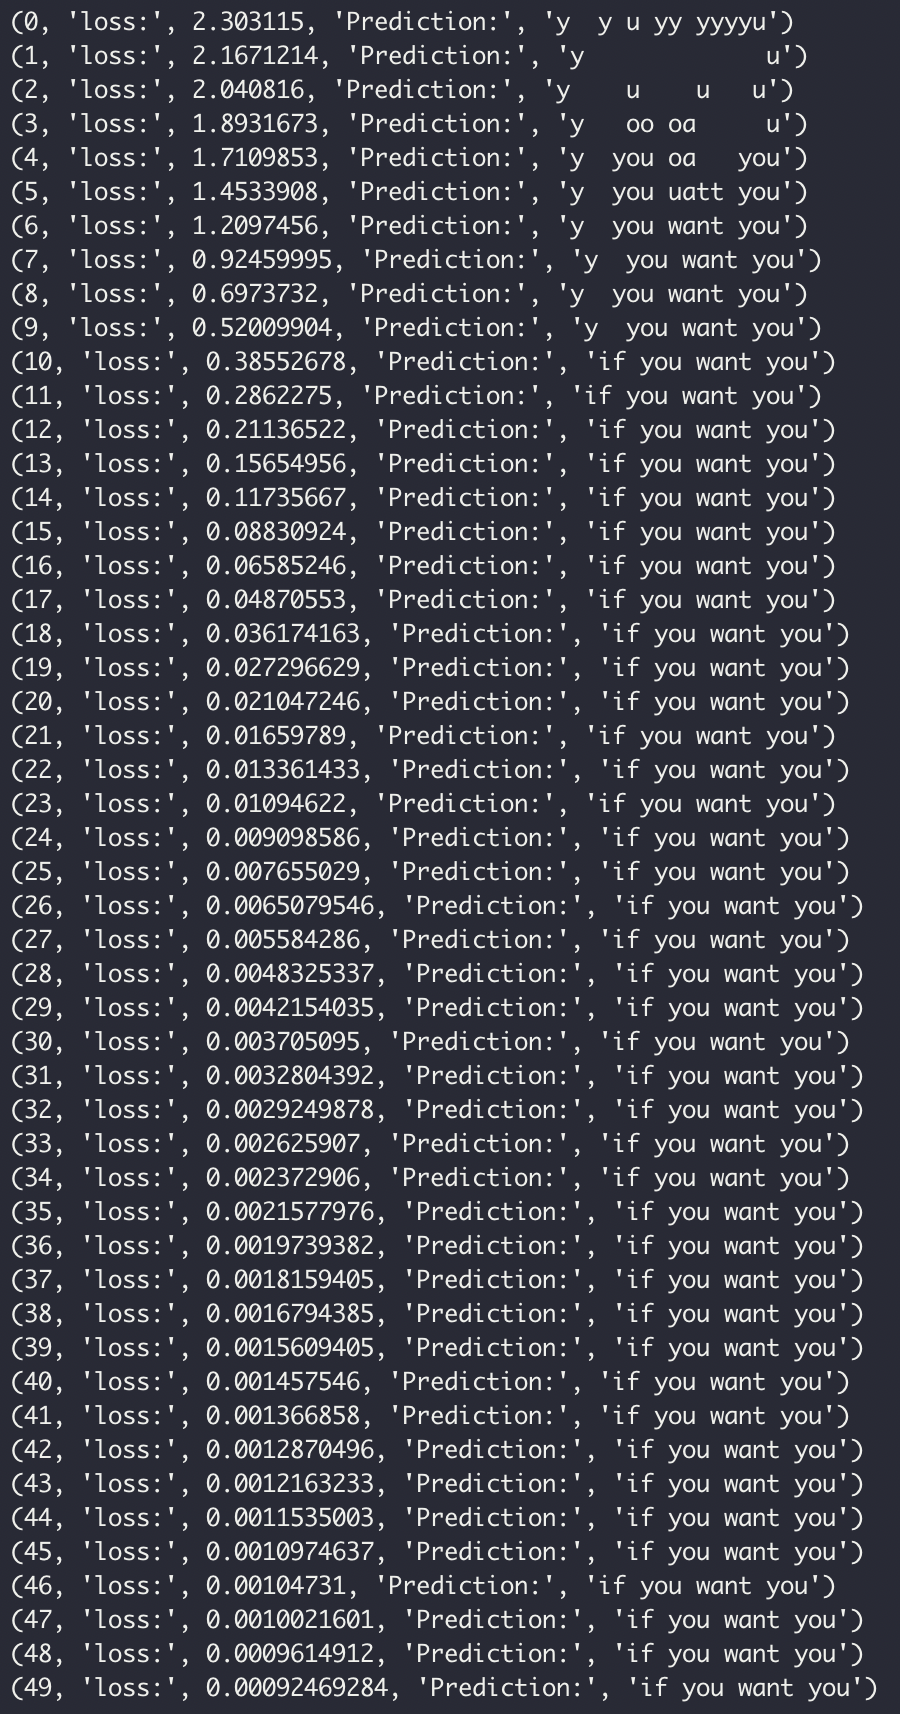 (0, 'loss:', 2.303115, 'Prediction:', 'y  y u yy yyyyu')
(1, 'loss:', 2.1671214, 'Prediction:', 'y             u')
(2, 'loss:', 2.040816, 'Prediction:', 'y   u    u   u')
(3, 'loss:', 1.8931673, 'Prediction:', 'y   oo oa     u')
(4, 'loss:', 1.7109853, 'Prediction:', 'y  you oa   you')
(5, 'loss:', 1.4533908, 'Prediction:', 'y  you uatt you')
(6, 'loss:', 1.2097456, 'Prediction:', 'y  you want you')
(7, 'loss:', 0.92459995, 'Prediction:', 'y  you want you')
(8, 'loss:', 0.6973732, 'Prediction:', 'y  you want you')
(9, 'loss:', 0.52009904, 'Prediction:', 'y  you want you')
(10, 'loss:', 0.38552678, 'Prediction:', 'if you want you')
(11, 'loss:', 0.2862275, 'Prediction:', 'if you want you')
(12, 'loss:', 0.21136522, 'Prediction:', 'if you want you')
(13, 'loss:', 0.15654956, 'Prediction:', 'if you want you')
(14, 'loss:', 0.11735667, 'Prediction:', 'if you want you')
(15, 'loss:', 0.08830924, 'Prediction:', 'if you want you')
(16, 'loss:', 0.06585246, 'Prediction:', 'if you want you')
(17, 'loss:', 0.04870553, 'Prediction:', 'if you want you')
(18, 'loss:', 0.036174163, 'Prediction:', 'if you want you')
(19, 'loss:', 0.027296629, 'Prediction:', 'if you want you')
(20, 'loss:', 0.021047246, 'Prediction:', 'if you want you')
(21, 'loss:', 0.01659789, 'Prediction:', 'if you want you')
(22, 'loss:', 0.013361433, 'Prediction:', 'if you want you')
(23, 'loss:', 0.01094622, 'Prediction:', 'if you want you')
(24, 'loss:', 0.009098586, 'Prediction:', 'if you want you')
(25, 'loss:', 0.007655029, 'Prediction:', 'if you want you')
(26, 'loss:', 0.0065079546, 'Prediction:', 'if you want you')
(27, 'loss:', 0.005584286, 'Prediction:', 'if you want you')
(28, 'loss:', 0.0048325337, 'Prediction:', 'if you want you')
(29, 'loss:', 0.0042154035, 'Prediction:', 'if you want you')
(30, 'loss:', 0.003705095, 'Prediction:', 'if you want you')
(31, 'loss:', 0.0032804392, 'Prediction:', 'if you want you')
(32, 'loss:', 0.0029249878, 'Prediction:', 'if you want you')
(33, 'loss:', 0.002625907, 'Prediction:', 'if you want you')
(34, 'loss:', 0.002372906, 'Prediction:', 'if you want you')
(35, 'loss:', 0.0021577976, 'Prediction:', 'if you want you')
(36, 'loss:', 0.0019739382, 'Prediction:', 'if you want you')
(37, 'loss:', 0.0018159405, 'Prediction:', 'if you want you')
(38, 'loss:', 0.0016794385, 'Prediction:', 'if you want you')
(39, 'loss:', 0.0015609405, 'Prediction:', 'if you want you')
(40, 'loss:', 0.001457546, 'Prediction:', 'if you want you')
(41, 'loss:', 0.001366858, 'Prediction:', 'if you want you')
(42, 'loss:', 0.0012870496, 'Prediction:', 'if you want you')
(43, 'loss:', 0.0012163233, 'Prediction:', 'if you want you')
(44, 'loss:', 0.0011535003, 'Prediction:', 'if you want you')
(45, 'loss:', 0.0010974637, 'Prediction:', 'if you want you')
(46, 'loss:', 0.00104731, 'Prediction:', 'if you want you')
(47, 'loss:', 0.0010021601, 'Prediction:', 'if you want you')
(48, 'loss:', 0.0009614912, 'Prediction:', 'if you want you')
(49, 'loss:', 0.00092469284, 'Prediction:', 'if you want you')